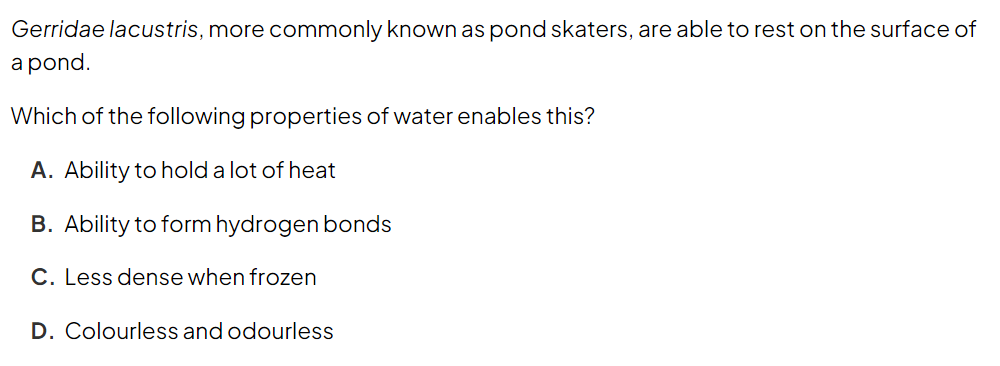 Gerridae lacustris, more commonly known as pond skaters, are able to rest on the surface of
a pond.
Which of the following properties of water enables this?
A. Ability to hold a lot of heat
B. Ability to form hydrogen bonds
C. Less dense when frozen
D. Colourless and odourless